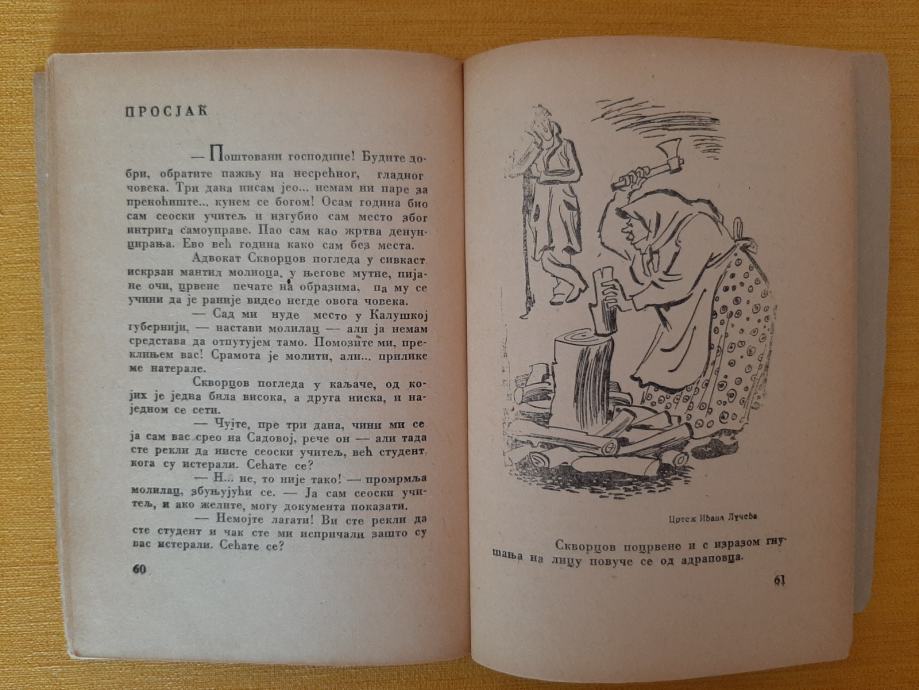 ПРОСЈАК
— Поштовани господине! Будите до-
бри, обратите пажњу на несрећног, гладног
човека. Три дана нисам јео... немам ни паре за
преноћиште.., кунем се богом! Осам година био
сам сеоски учитељ и изгубио сам место због
интрига самоуправе. Пао сам као жртва денун-
цирања. Ево већ година како сам без места.
Адвокат Скворцов погледа у сивкаст
искрзан мантил молиоца, у његове мутне, пија-
не очи, црвене печате на образима, па му се
учини да је раније видео негде овога човека.
— Сад ми нуде место у Калушкој
губернији, — настави молилац — али ја немам
средстава да отпутујем тамо. Помозите ми, пре-
клињем вас! Срамота је молити, али... прилике
ме натерале.
Скворцов погледа у каљаче, од ко-
јих је једва била висока, а друга ниска, и на-
једном се сети.
— Чујте, пре три дана, чини ми се
ја сам вас срео на Садовој, рече он — али тада
сте рекли да нисте сеоски учитељ, већ студент
кога су истерали. Сећате се?
— Н... не, то није тако! — промрмља
молилац, збуњујући се. — Ја сам сеоски учи-
тељ, и ако желите, могу документа показати.
— Немојте лагати! Ви сте рекли да
сте студент и чак сте ми испричали зашто су
вас истерали. Сећате се?
60
Цртеж Ивана Лучева
Скворцов поцрвене и с изразом гну-
шања на лицу повуче се од адраповца.
61